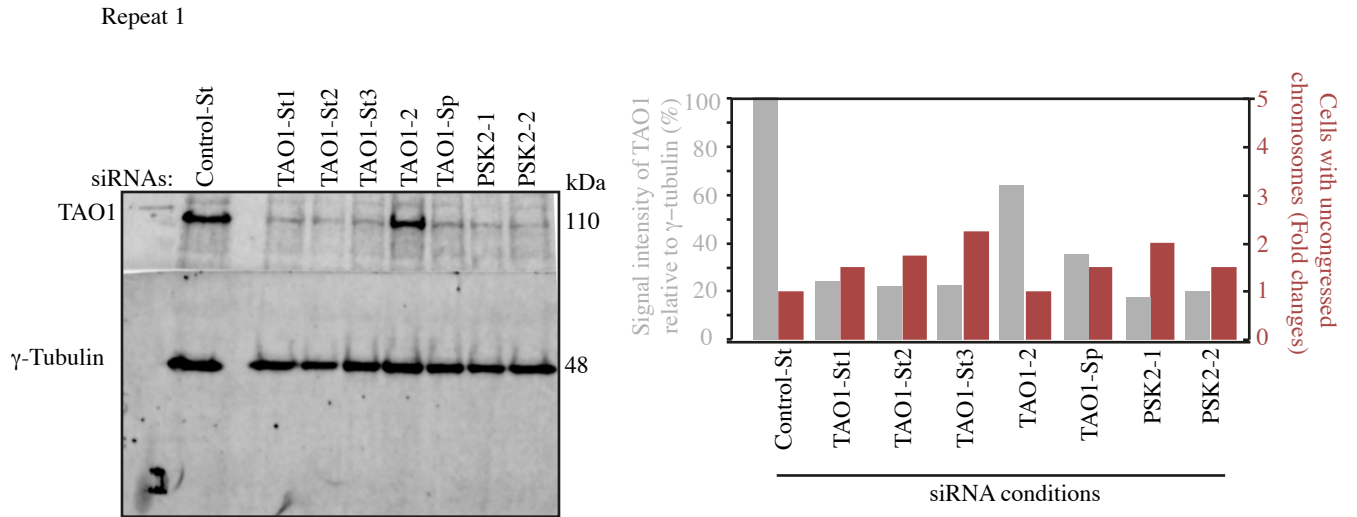 Repeat 1
siRNAs:
Control-St
TAO1-St1
TAO1-St2
TAO1-St3
TAO1-2
TAO1-Sp
PSK2-1
PSK2-2
kDa
TAO1
110
γ-Tubulin
48
Signal intensity of TAO1
relative to γ−tubulin (%)
100
80
60
40
20
0
5
4
3
2
1
0
Cells with uncongressed
chromosomes (Fold changes)
Control-St
TAO1-St1
TAO1-St2
TAO1-St3
TAO1-2
TAO1-Sp
PSK2-1
PSK2-2
siRNA conditions